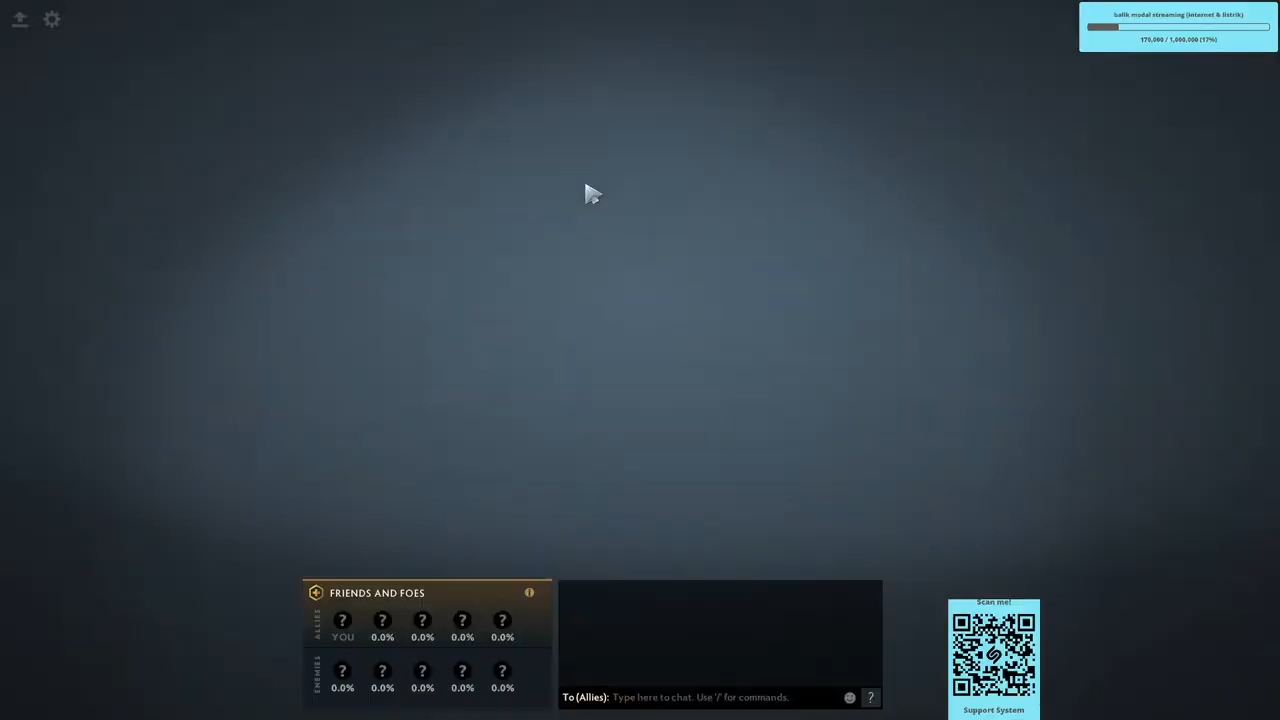 balik modal streaming (internet & listrik)
170,000 / 1,000,000 (17%)
FRIENDS AND FOES
ALLIES
? ? ? ? ?
YOU 0.0% 0.0% 0.0% 0.0%
ENEMIES
? ? ? ? ?
0.0% 0.0% 0.0% 0.0% 0.0%
To (Allies): Type here to chat. Use '/' for commands.
?
Scan me!
Support System